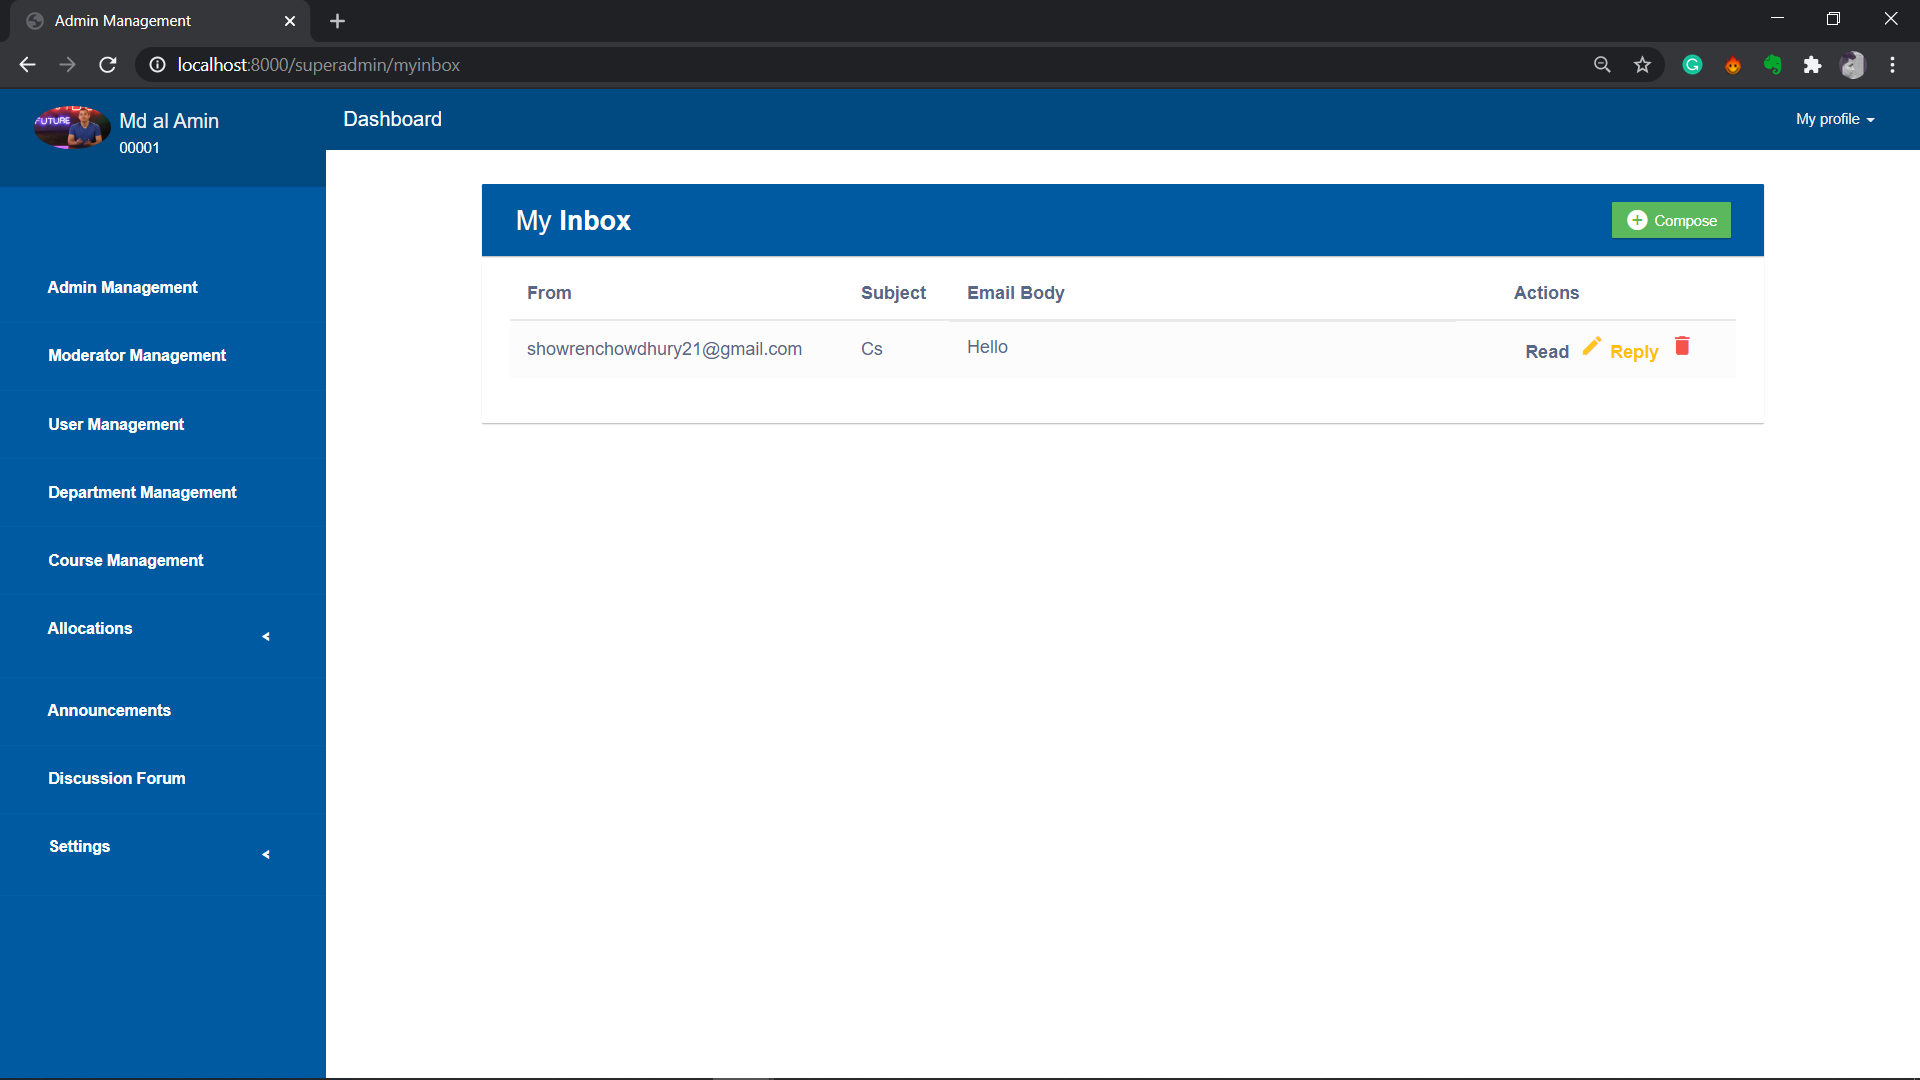 Admin Management
localhost:8000/superadmin/myinbox
FUTURE
Md al Amin
00001
Dashboard
My profile
My Inbox
Compose
From Subject Email Body Actions
showrenchowdhury21@gmail.com Cs Hello Read Reply
Admin Management
Moderator Management
User Management
Department Management
Course Management
Allocations <
Announcements
Discussion Forum
Settings <